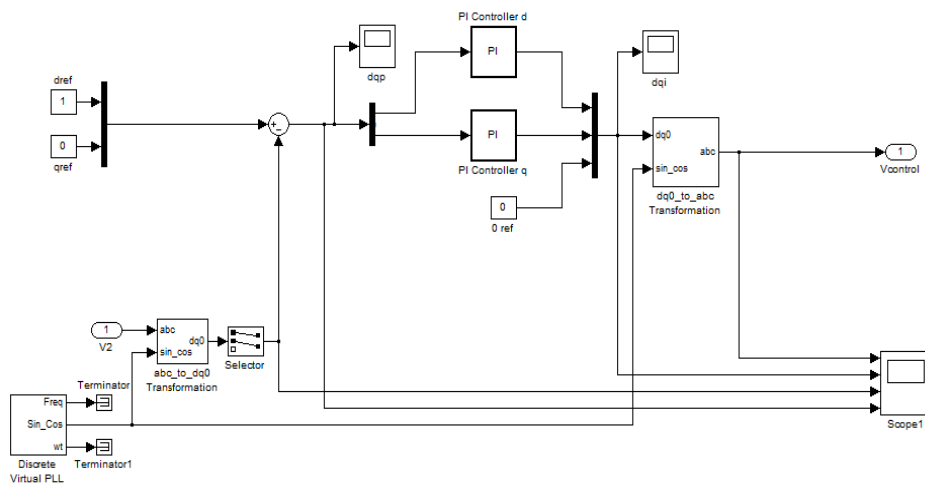 PI Controller d
PI
dref
1
0
qref
+
-
dqp
dqi
PI
PI Controller q
0
0 ref
dq0
abc
sin_cos
dq0_to_abc
Transformation
1
Vcontrol
1
V2
abc
dq0
sin_cos
abc_to_dq0
Transformation
Selector
Terminator
Freq
Sin_Cos
wt
Discrete
Virtual PLL
Terminator1
Scope1